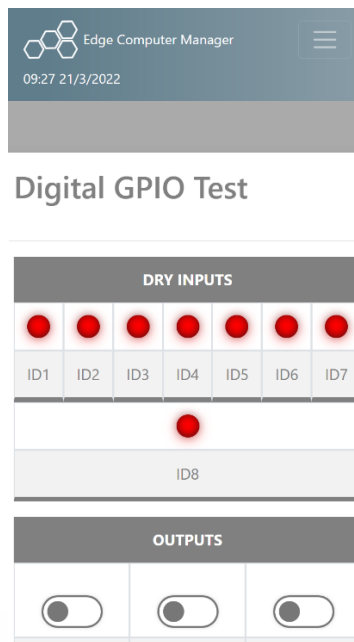 Edge Computer Manager
09:27 21/3/2022
Digital GPIO Test
DRY INPUTS
ID1 ID2 ID3 ID4 ID5 ID6 ID7
ID8
OUTPUTS